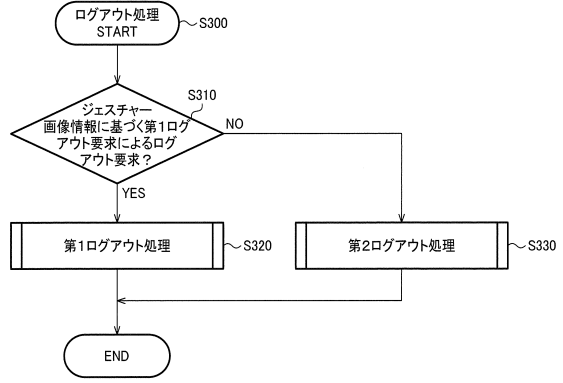 ログアウト処理
START
S300
S310
ジェスチャー
画像情報に基づく第1ログ
アウト要求によるログ
アウト要求？
NO
YES
第1ログアウト処理
S320
第2ログアウト処理
S330
END